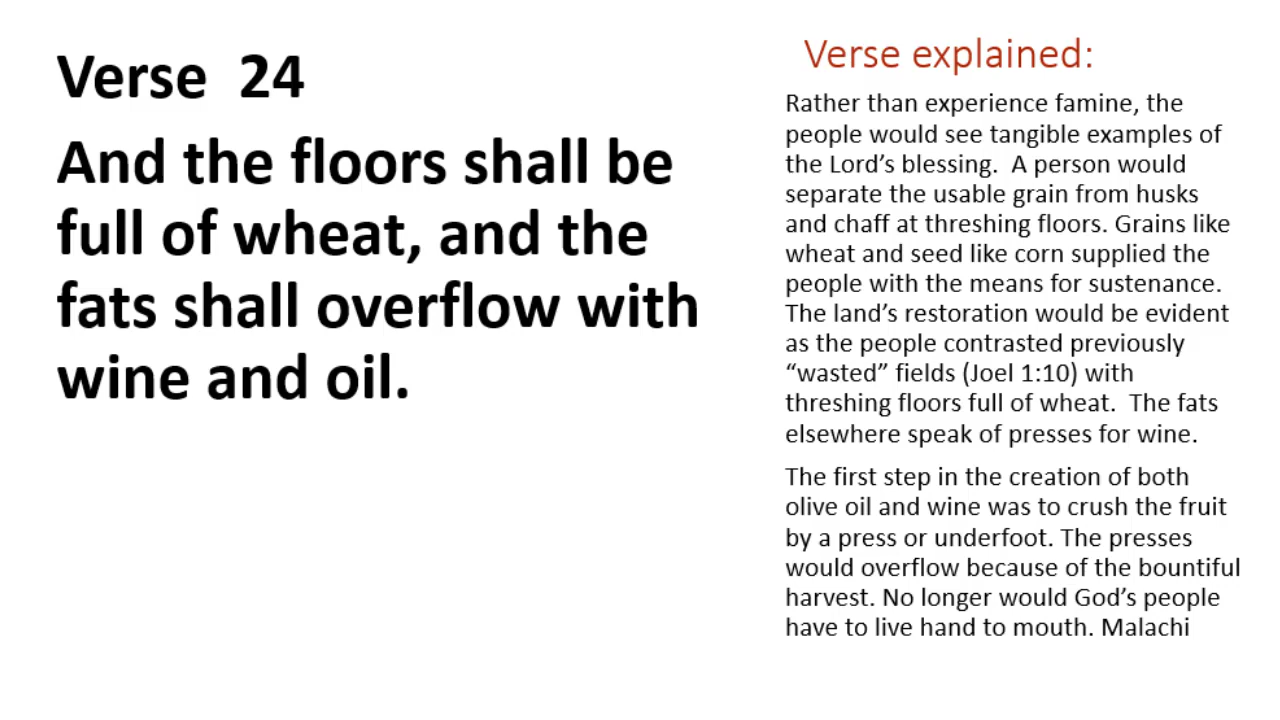 Verse  24
And the floors shall be
full of wheat, and the
fats shall overflow with
wine and oil.
Verse explained:
Rather than experience famine, the
people would see tangible examples of
the Lord’s blessing.  A person would
separate the usable grain from husks
and chaff at threshing floors. Grains like
wheat and seed like corn supplied the
people with the means for sustenance.
The land’s restoration would be evident
as the people contrasted previously
“wasted” fields (Joel 1:10) with
threshing floors full of wheat.  The fats
elsewhere speak of presses for wine.
The first step in the creation of both
olive oil and wine was to crush the fruit
by a press or underfoot. The presses
would overflow because of the bountiful
harvest. No longer would God’s people
have to live hand to mouth. Malachi